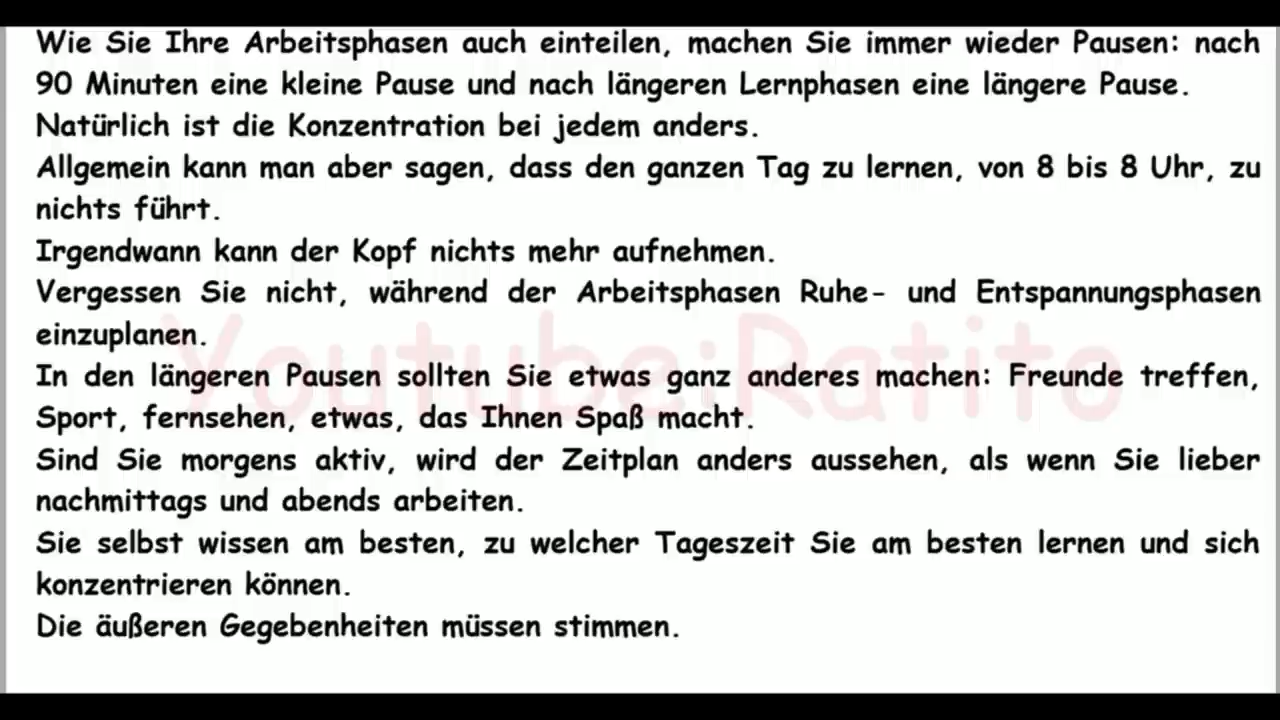 Wie Sie Ihre Arbeitsphasen auch einteilen, machen Sie immer wieder Pausen: nach
90 Minuten eine kleine Pause und nach längeren Lernphasen eine längere Pause.
Natürlich ist die Konzentration bei jedem anders.
Allgemein kann man aber sagen, dass den ganzen Tag zu lernen, von 8 bis 8 Uhr, zu
nichts führt.
Irgendwann kann der Kopf nichts mehr aufnehmen.
Vergessen Sie nicht, während der Arbeitsphasen Ruhe- und Entspannungsphasen
einzuplanen.
Youtube:Ratito
In den längeren Pausen sollten Sie etwas ganz anderes machen: Freunde treffen,
Sport, fernsehen, etwas, das Ihnen Spaß macht.
Sind Sie morgens aktiv, wird der Zeitplan anders aussehen, als wenn Sie lieber
nachmittags und abends arbeiten.
Sie selbst wissen am besten, zu welcher Tageszeit Sie am besten lernen und sich
konzentrieren können.
Die äußeren Gegebenheiten müssen stimmen.